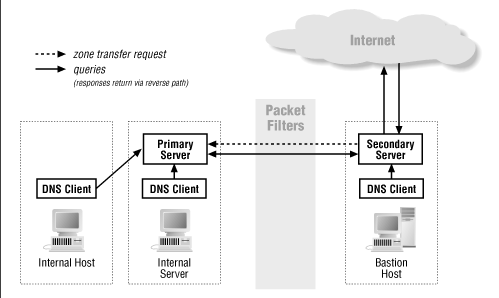 Internet
zone transfer request
queries
(responses return via reverse path)
Packet
Filters
Primary
Server
Secondary
Server
DNS Client
DNS Client
DNS Client
Internal Host
Internal
Server
Bastion
Host